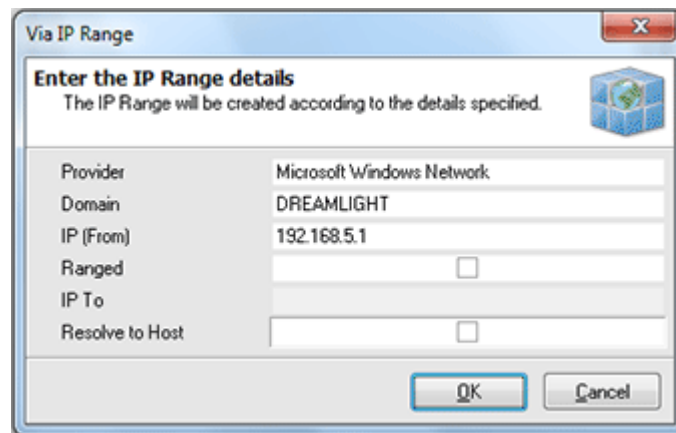 Via IP Range
Enter the IP Range details
The IP Range will be created according to the details specified.
Provider Microsoft Windows Network
Domain DREAMLIGHT
IP (From) 192.168.5.1
Ranged
IP To
Resolve to Host
OK Cancel